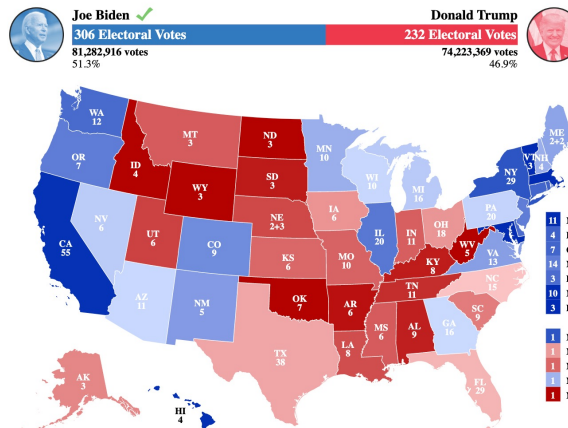 Joe Biden
Donald Trump
306 Electoral Votes
232 Electoral Votes
81,282,916 votes
74,223,369 votes
51.3%
46.9%
WA
12
OR
7
CA
55
NV
6
ID
4
MT
3
WY
3
UT
6
AZ
11
CO
9
NM
5
ND
3
SD
3
NE
2+3
KS
6
OK
7
TX
38
MN
10
IA
6
MO
10
AR
6
LA
8
WI
10
IL
20
MI
16
IN
11
OH
18
KY
8
TN
11
MS
6
AL
9
GA
16
FL
29
SC
9
NC
15
VA
13
WV
5
PA
20
NY
29
VT
3
NH
4
ME
2+2
AK
3
HI
4
11
4
7
14
3
10
3
1
1
1
1
1